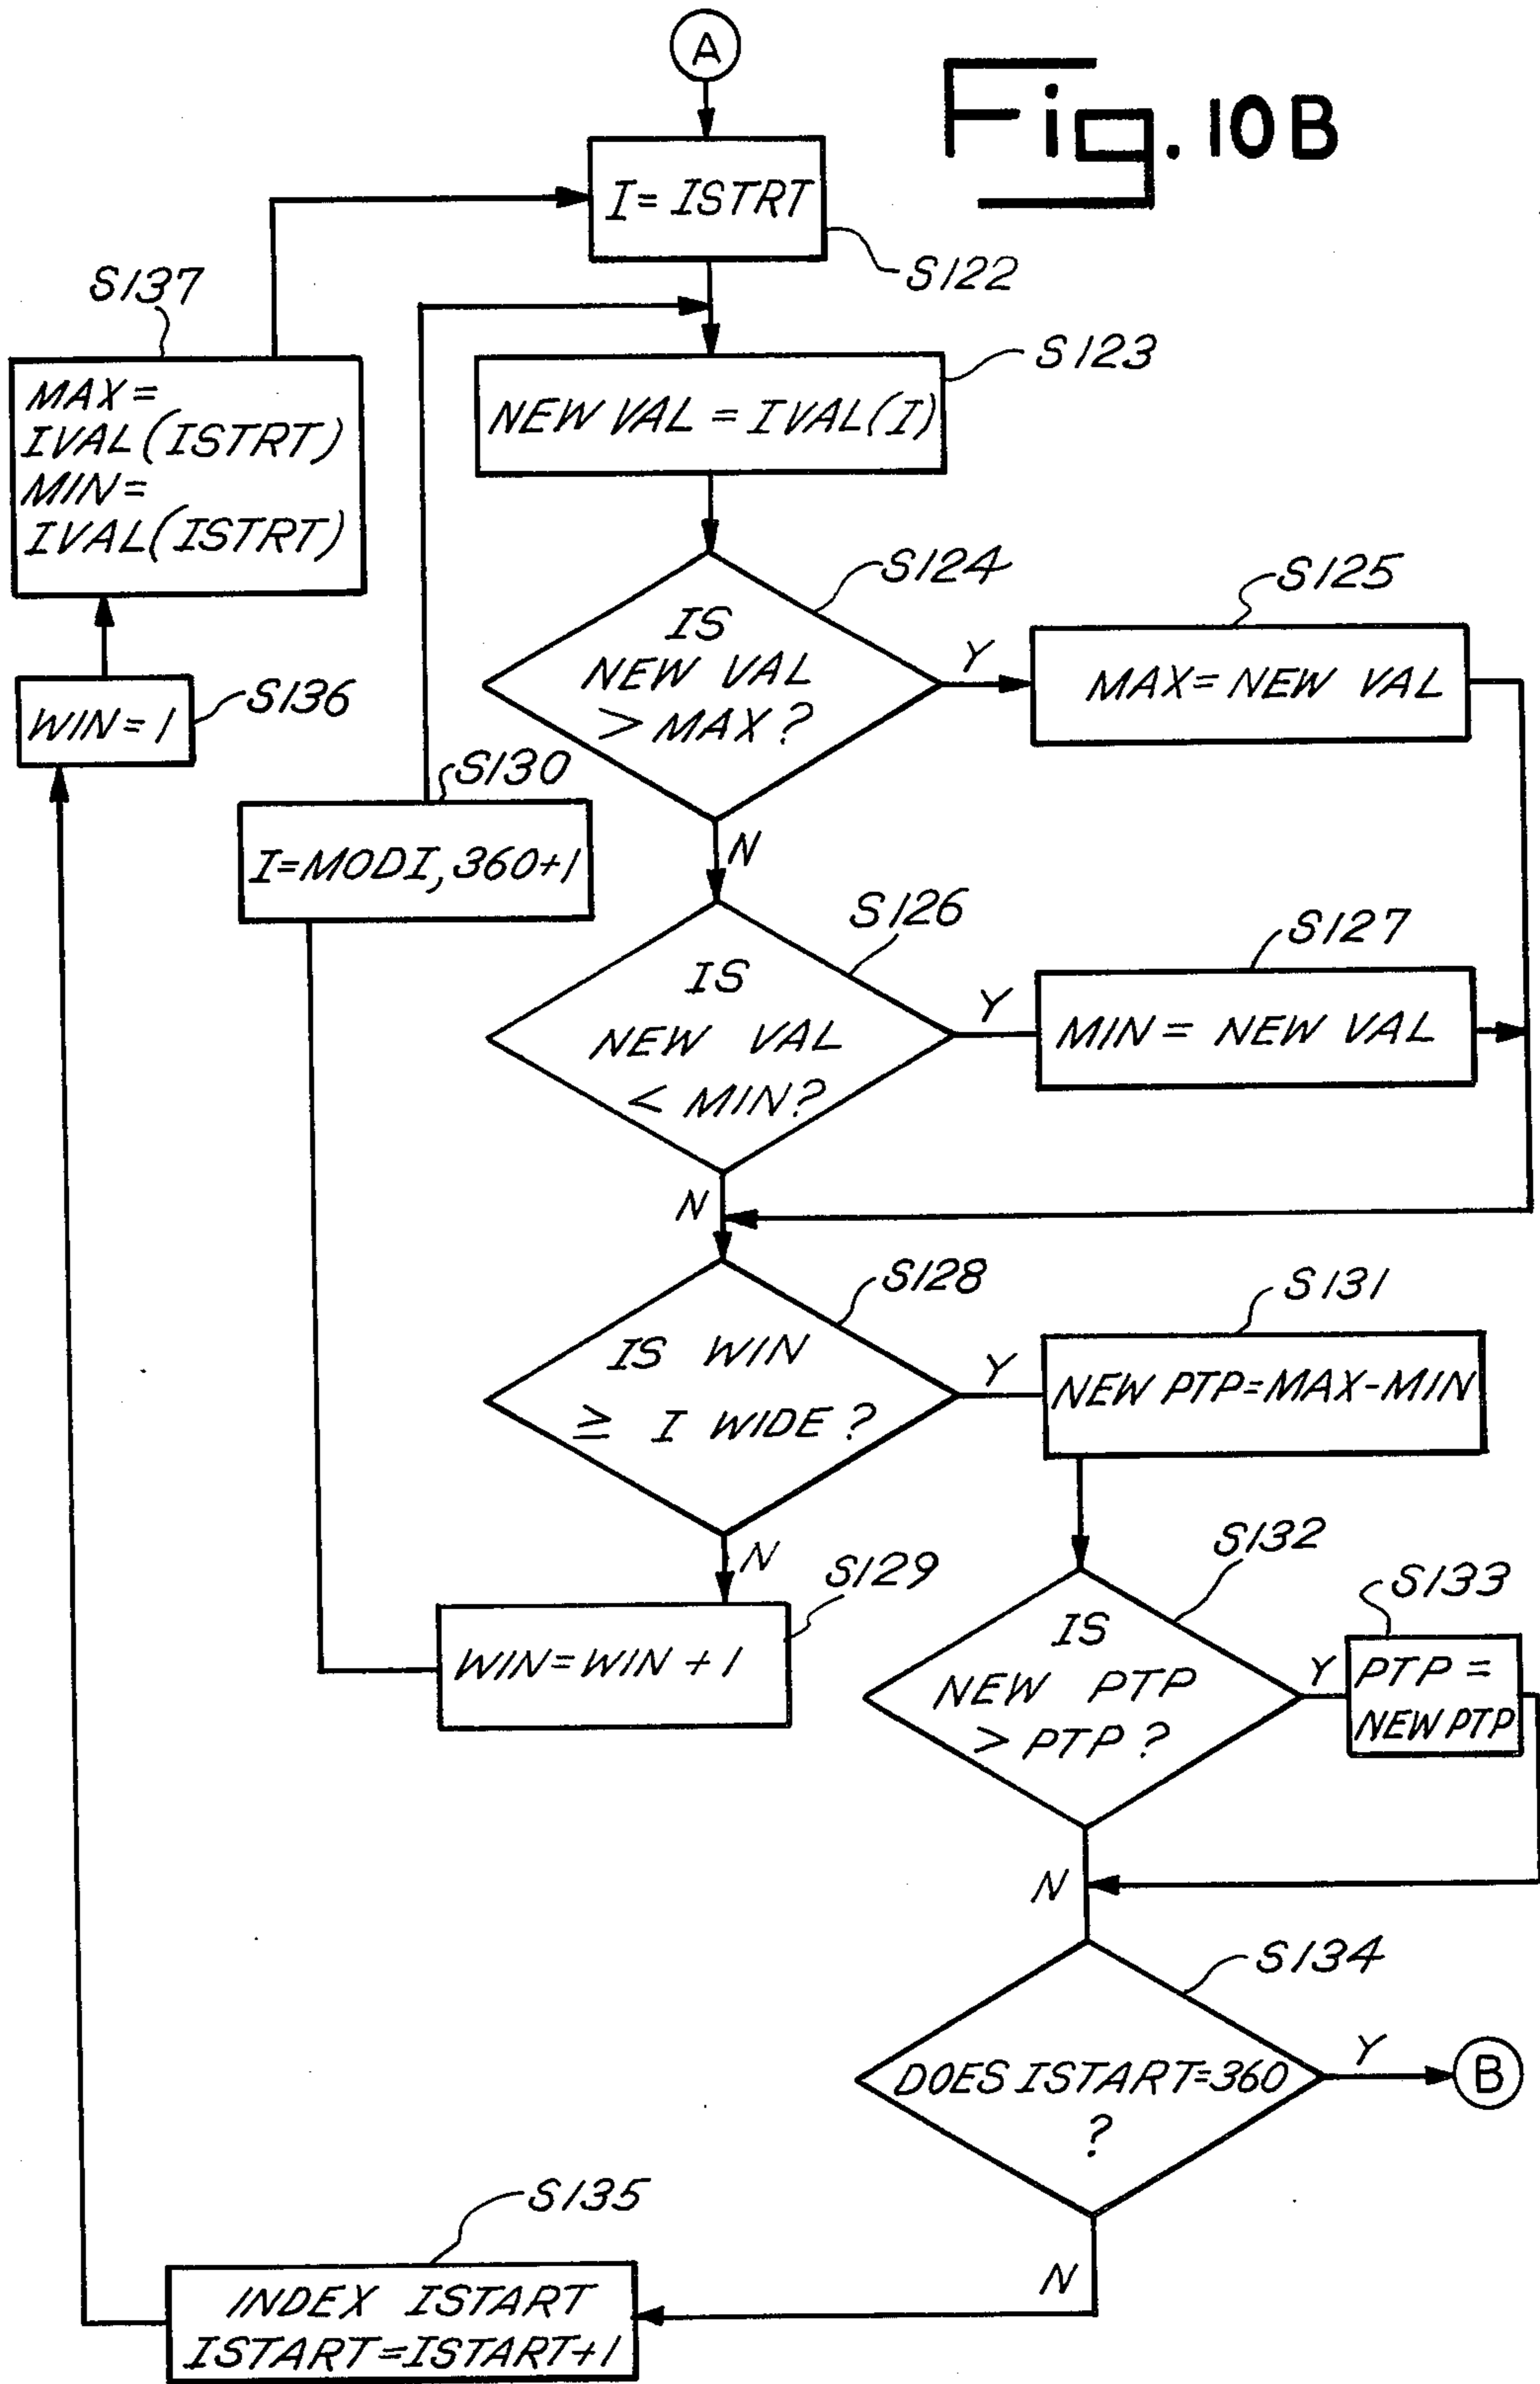 A
Fig. 10B
I = ISTRT
S122
S137
MAX =
IVAL(ISTRT)
MIN =
IVAL(ISTRT)
S123
NEW VAL = IVAL(I)
S124
IS
NEW VAL
> MAX?
Y
S125
MAX = NEW VAL
S136
WIN = 1
S130
I=MODI, 360+1
N
S126
IS
NEW VAL
< MIN?
Y
S127
MIN = NEW VAL
N
S128
IS WIN
≥ I WIDE?
Y
S131
NEW PTP=MAX-MIN
N
S129
WIN=WIN + 1
S132
IS
NEW PTP
> PTP?
Y
S133
PTP =
NEW PTP
N
S134
DOES ISTART=360
?
Y
B
N
S135
INDEX ISTART
ISTART=ISTART+1